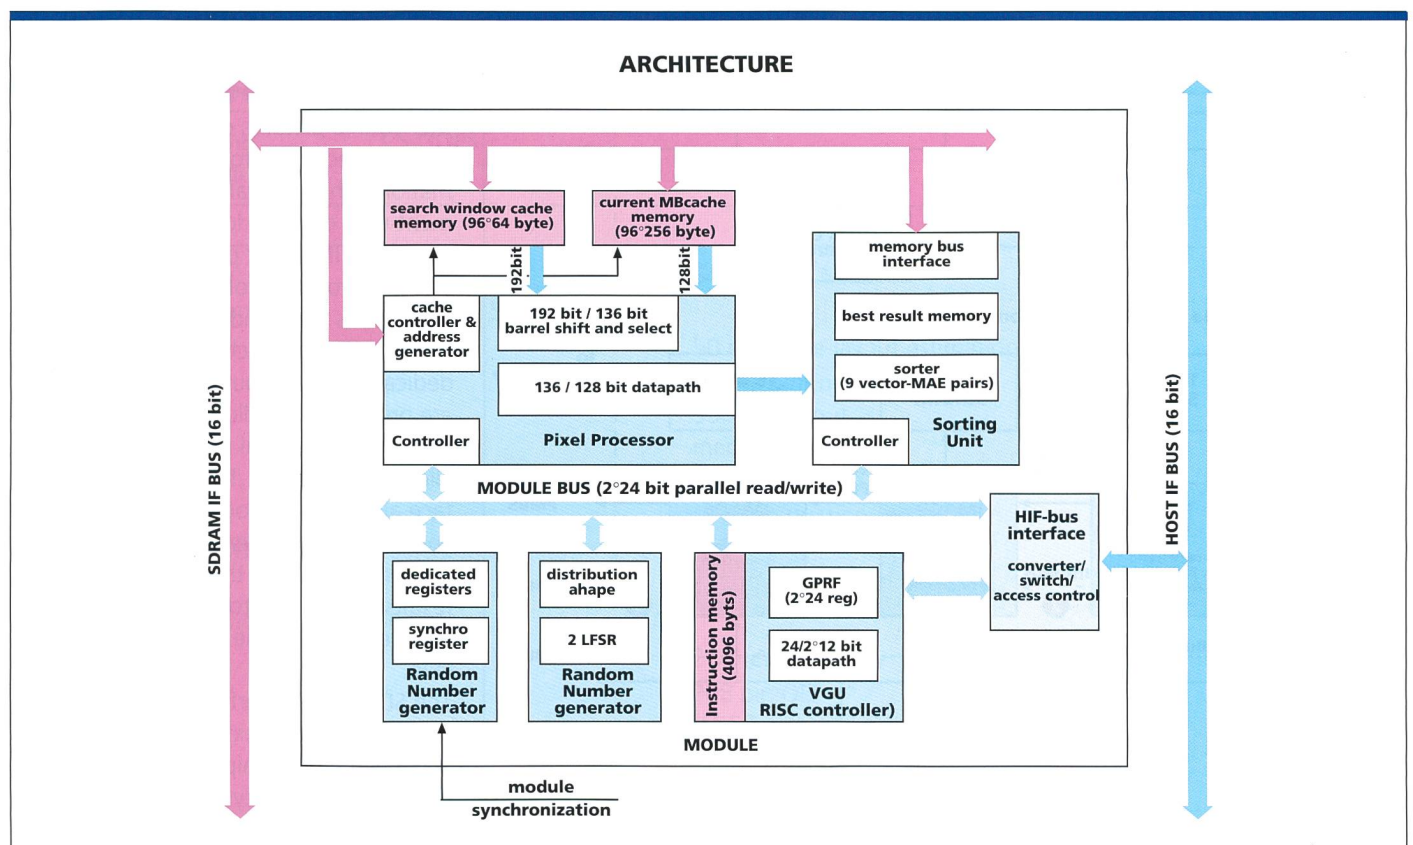 ARCHITECTURE
SDRAM IF BUS (16 bit)
HOST IF BUS (16 bit)
search window cache
memory (96°64 byte)
current MBcache
memory
(96°256 byte)
192bit
128bit
cache
controller &
address
generator
192 bit / 136 bit
barrel shift and select
136 / 128 bit datapath
Controller
Pixel Processor
memory bus
interface
best result memory
sorter
(9 vector-MAE pairs)
Controller
Sorting
Unit
MODULE BUS (2°24 bit parallel read/write)
HIF-bus
interface
converter/
switch/
access control
dedicated
registers
synchro
register
Random
Number
generator
distribution
ahape
2 LFSR
Random
Number
generator
Instruction memory
(4096 byts)
GPRF
(2°24 reg)
24/2°12 bit
datapath
VGU
RISC controller)
MODULE
module
synchronization